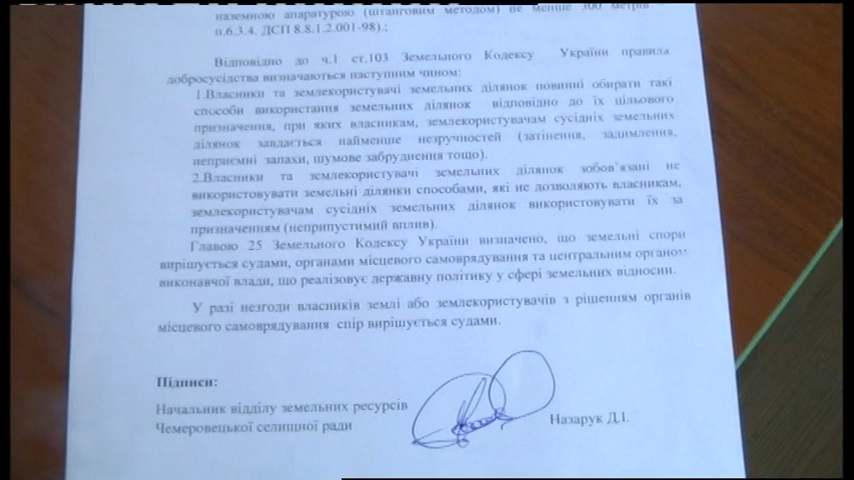 наземною апаратурою (штанговим методом) не менше 300 метрів -
п.6.3.4. ДСП 8.8.1.2.001-98).;
Відповідно до ч.1 ст.103 Земельного Кодексу України правила
добросусідства визначаються наступним чином:
1.Власники та землекористувачі земельних ділянок повинні обирати такі
способи використання земельних ділянок відповідно до їх цільового
призначення, при яких власникам, землекористувачам сусідніх земельних
ділянок завдається найменше незручностей (затінення, задимлення,
неприємні запахи, шумове забруднення тощо).
2.Власники та землекористувачі земельних ділянок зобов'язані не
використовувати земельні ділянки способами, які не дозволяють власникам,
землекористувачам сусідніх земельних ділянок використовувати їх за
призначенням (неприпустимий вплив).
Главою 25 Земельного Кодексу України визначено, що земельні спори
вирішується судами, органами місцевого самоврядування та центральним органом
виконавчої влади, що реалізовує державну політику у сфері земельних відносин.
У разі незгоди власників землі або землекористувачів з рішенням органів
місцевого самоврядування спір вирішується судами.
Підписи:
Начальник відділу земельних ресурсів
Чемеровецької селищної ради
Назарук Д.І.